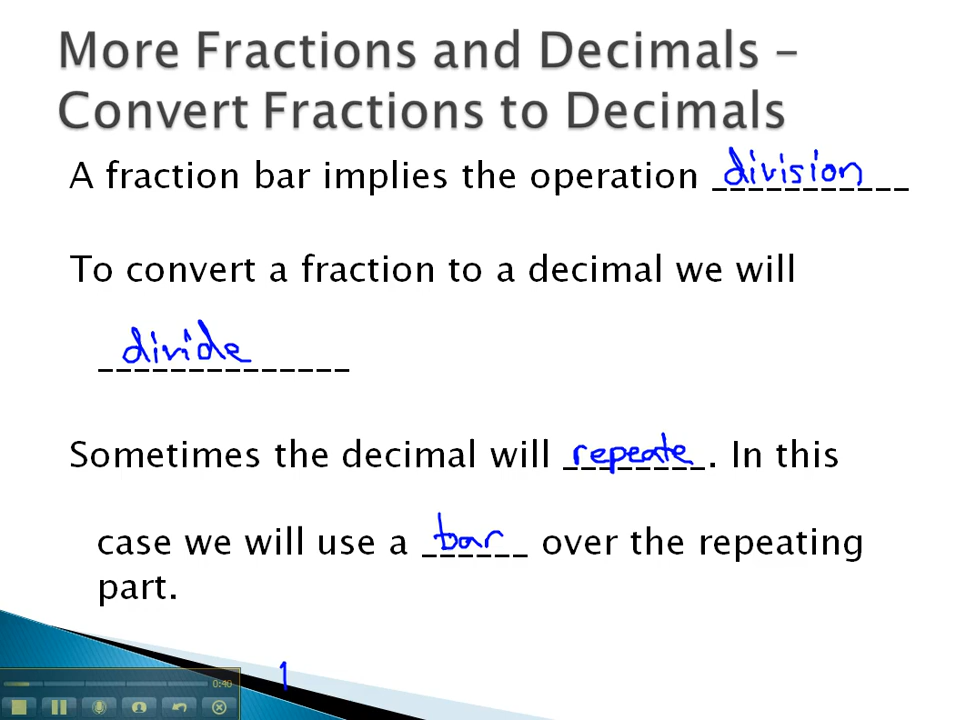 More Fractions and Decimals –
Convert Fractions to Decimals
A fraction bar implies the operation division
To convert a fraction to a decimal we will
divide
Sometimes the decimal will repeate. In this
case we will use a bar over the repeating
part.
1
0:40